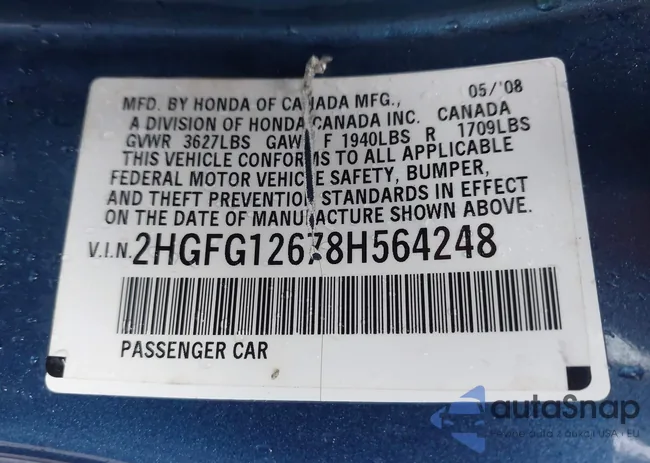 05/'08
MFD. BY HONDA OF CANADA MFG.,
A DIVISION OF HONDA CANADA INC. CANADA
GVWR 3627LBS GAWR F 1940LBS R 1709LBS
THIS VEHICLE CONFORMS TO ALL APPLICABLE
FEDERAL MOTOR VEHICLE SAFETY, BUMPER,
AND THEFT PREVENTION STANDARDS IN EFFECT
ON THE DATE OF MANUFACTURE SHOWN ABOVE.
V.I.N. 2HGFG12678H564248
PASSENGER CAR
autaSnap